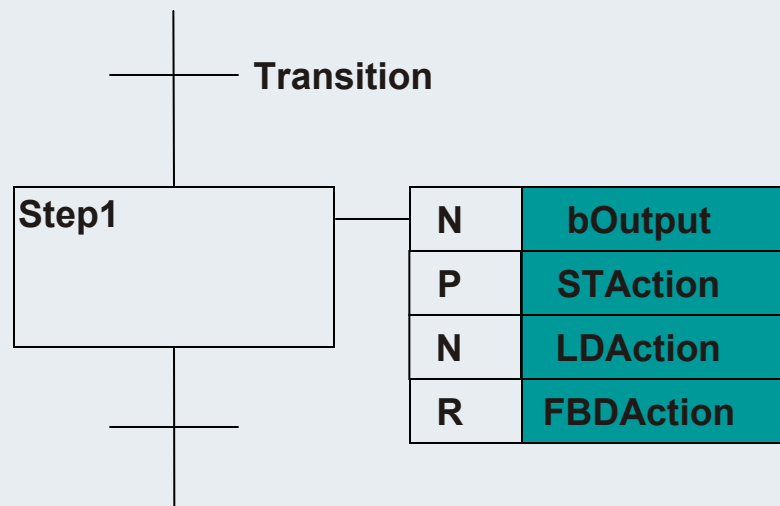 Transition
Step1
N bOutput
P STAction
N LDAction
R FBDAction